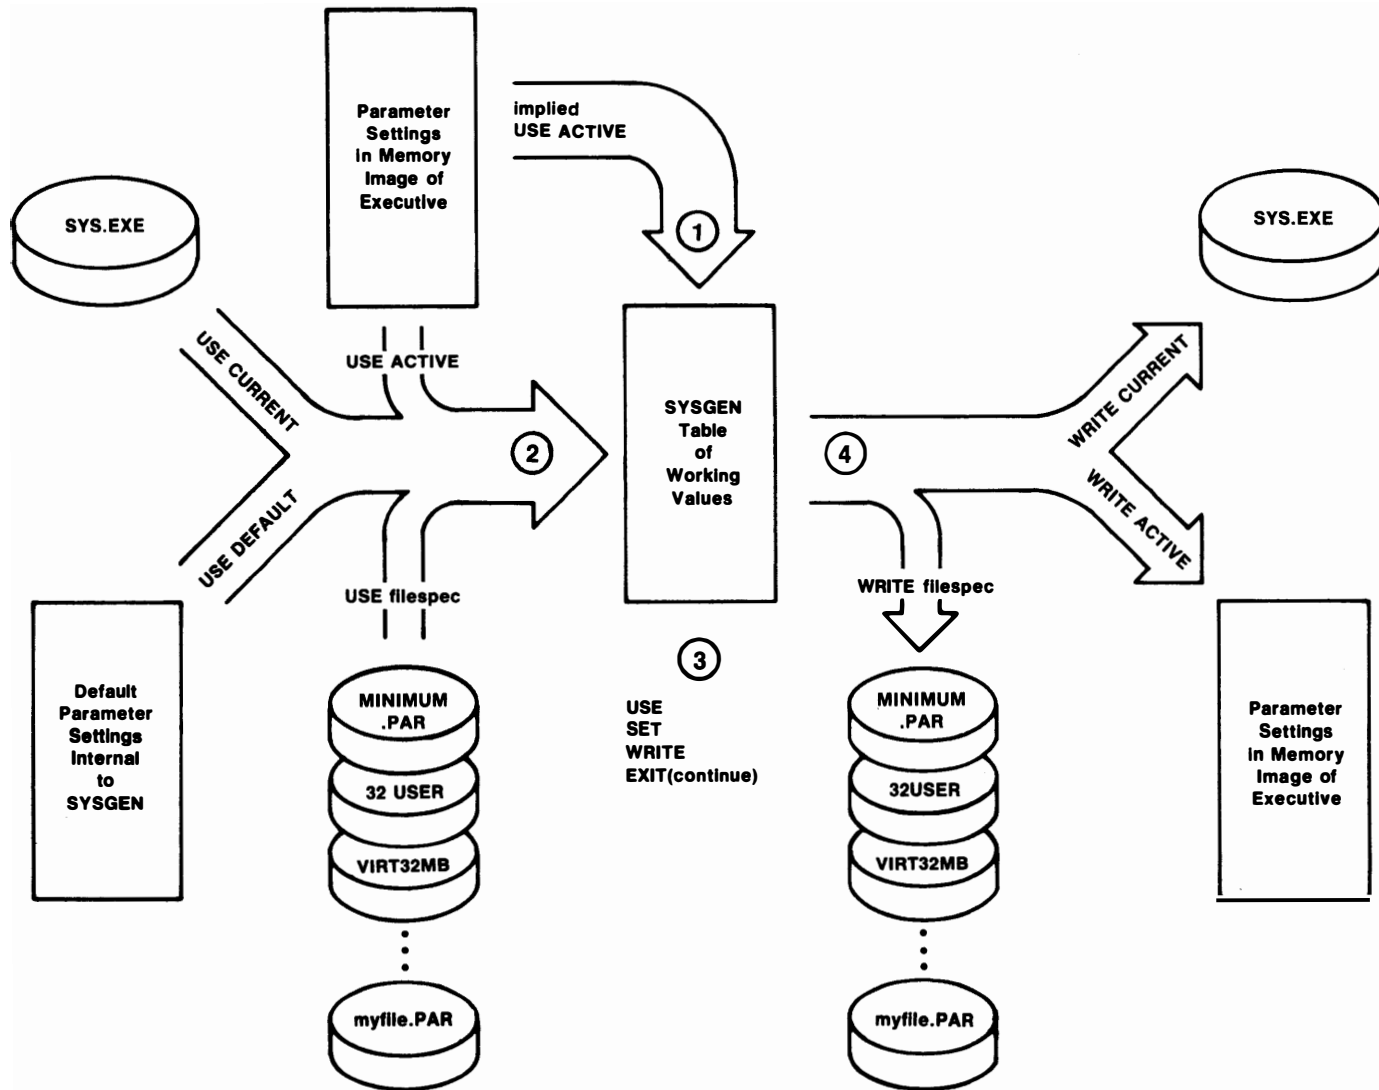 Parameter
Settings
in Memory
Image of
Executive
implied
USE ACTIVE
1
SYS.EXE
SYS.EXE
USE CURRENT
USE ACTIVE
2
USE DEFAULT
USE filespec
SYSGEN
Table
of
Working
Values
4
WRITE CURRENT
WRITE ACTIVE
WRITE filespec
Default
Parameter
Settings
Internal
to
SYSGEN
MINIMUM
.PAR
32 USER
VIRT32MB
myfile.PAR
3
USE
SET
WRITE
EXIT(continue)
MINIMUM
.PAR
32USER
VIRT32MB
myfile.PAR
Parameter
Settings
in Memory
Image of
Executive